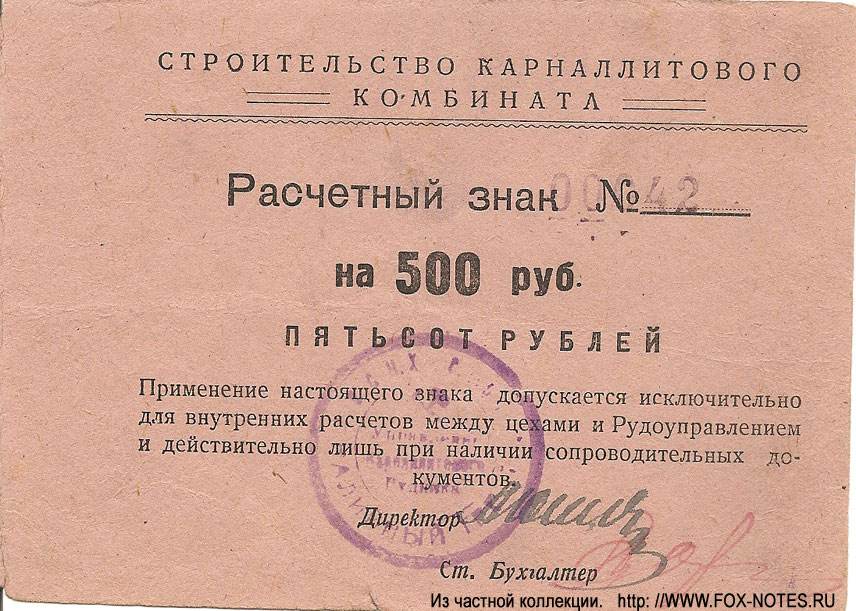 СТРОИТЕЛЬСТВО КАРНАЛЛИТОВОГО
КОМБИНАТА
Расчетный знак №
на 500 руб.
ПЯТЬСОТ РУБЛЕЙ
Применение настоящего знака допускается исключительно
для внутренних расчетов между цехами и Рудоуправлением
и действительно лишь при наличии сопроводительных до-
кументов.
Директор
Ст. Бухгалтер
Из частной коллекции. http: //WWW.FOX-NOTES.RU